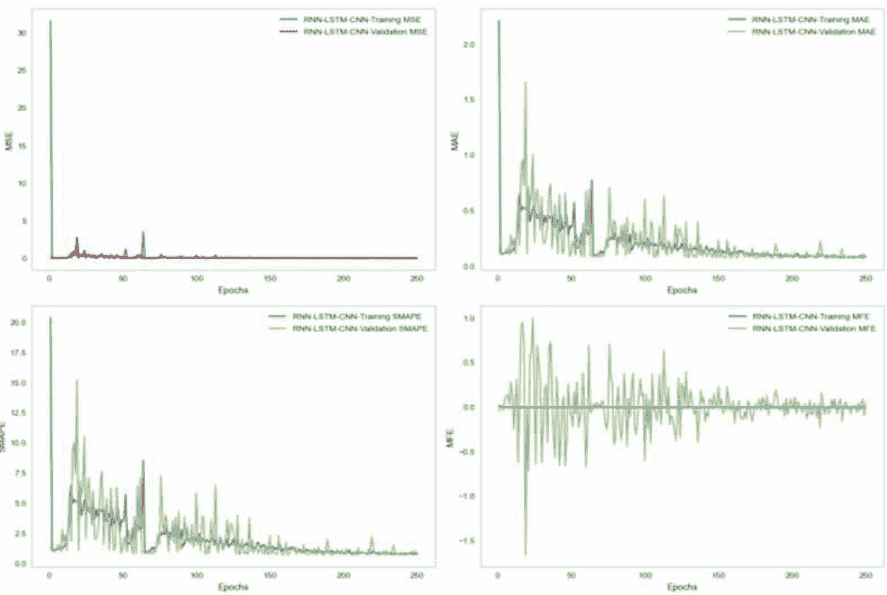 RNN-LSTM-CNN-Training MSE
RNN-LSTM-CNN-Validation MSE
30
25
20
15
10
5
0
MSE
0 50 100 150 200 250
Epochs
RNN-LSTM-CNN-Training MAE
RNN-LSTM-CNN-Validation MAE
2.0
1.5
1.0
0.5
0.0
MAE
0 50 100 150 200 250
Epochs
RNN-LSTM-CNN-Training SMAPE
RNN-LSTM-CNN-Validation SMAPE
20.0
17.5
15.0
12.5
10.0
7.5
5.0
2.5
0.0
SMAPE
0 50 100 150 200 250
Epochs
RNN-LSTM-CNN-Training MFE
RNN-LSTM-CNN-Validation MFE
1.0
0.5
0.0
−0.5
−1.0
−1.5
MFE
0 50 100 150 200 250
Epochs